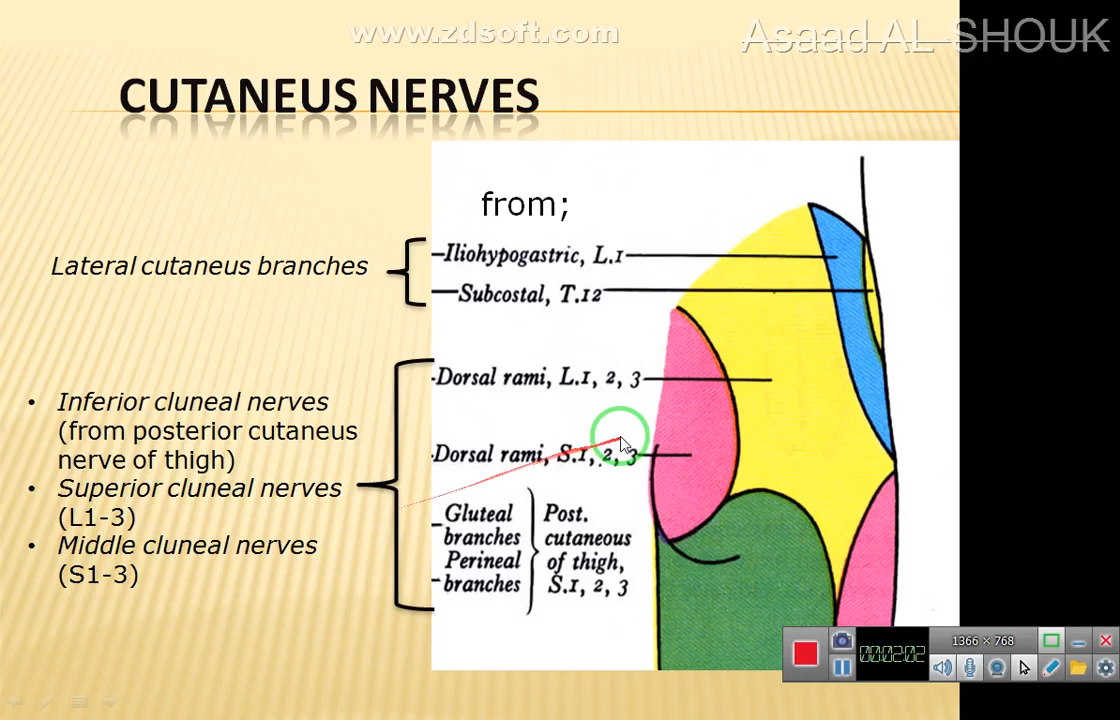 www.zdsoft.com
Asaad AL-SHOUK
CUTANEUS NERVES
from;
Iliohypogastric, L.1
Lateral cutaneus branches
Subcostal, T.12
Dorsal rami, L.1, 2, 3
• Inferior cluneal nerves
(from posterior cutaneus
nerve of thigh)
• Superior cluneal nerves
(L1-3)
• Middle cluneal nerves
(S1-3)
Dorsal rami, S.1, 2, 3
Gluteal
branches
Perineal
branches
Post.
cutaneous
of thigh,
S.1, 2, 3
1366 × 768
00:02:02